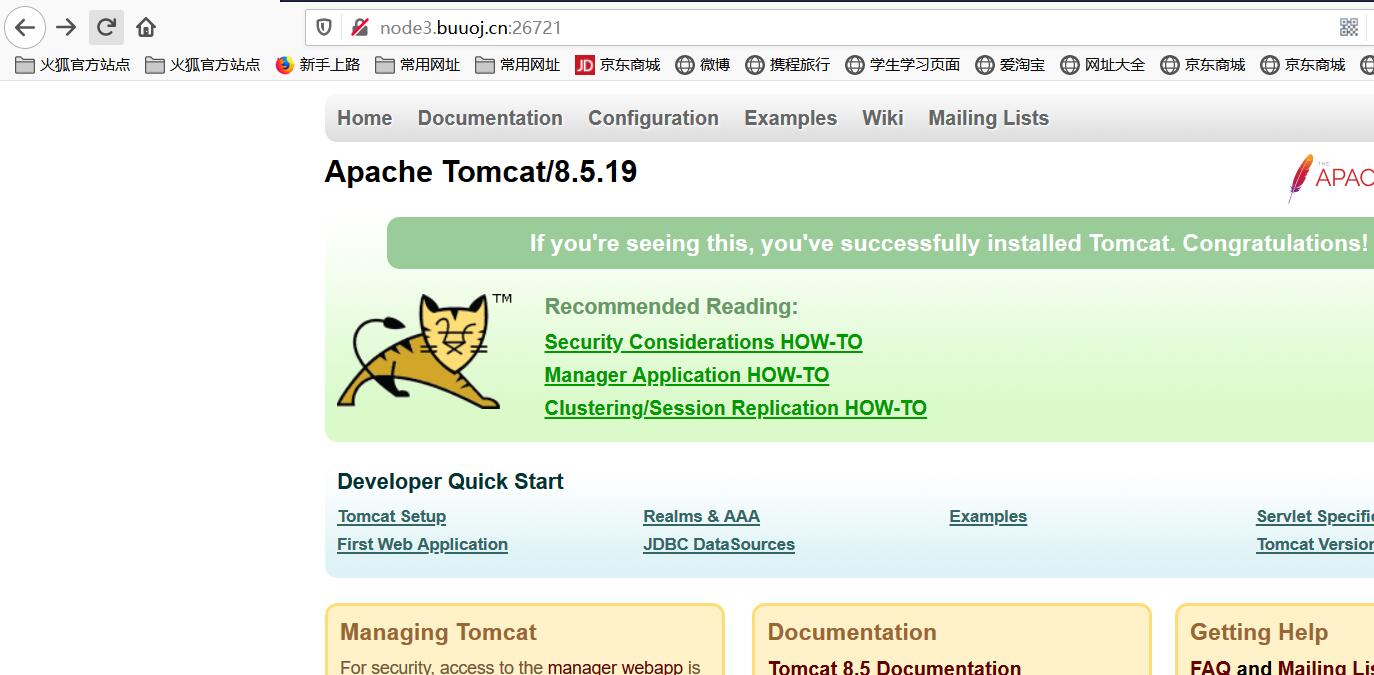 node3.buuoj.cn:26721
火狐官方站点 火狐官方站点 新手上路 常用网址 常用网址 JD 京东商城 微博 携程旅行 学生学习页面 爱淘宝 网址大全 京东商城 京东商城
Home Documentation Configuration Examples Wiki Mailing Lists
Apache Tomcat/8.5.19
THE
APAC
If you're seeing this, you've successfully installed Tomcat. Congratulations!
TM
Recommended Reading:
Security Considerations HOW-TO
Manager Application HOW-TO
Clustering/Session Replication HOW-TO
Developer Quick Start
Tomcat Setup Realms & AAA Examples Servlet Specific
First Web Application JDBC DataSources Tomcat Version
Managing Tomcat Documentation Getting Help
For security, access to the manager webapp is Tomcat 8.5 Documentation FAQ and Mailing Lis